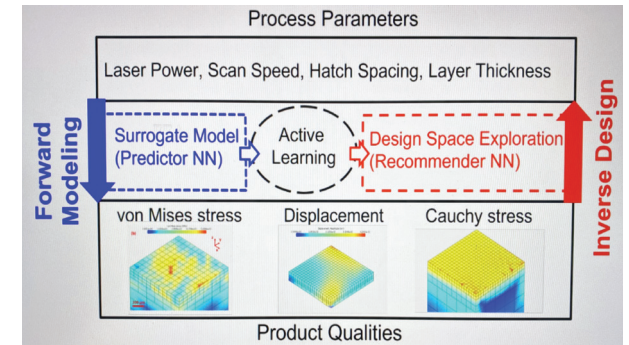 Process Parameters
Laser Power, Scan Speed, Hatch Spacing, Layer Thickness
Forward
Modeling
Surrogate Model
(Predictor NN)
Active
Learning
Design Space Exploration
(Recommender NN)
Inverse Design
von Mises stress
Displacement
Cauchy stress
Product Qualities